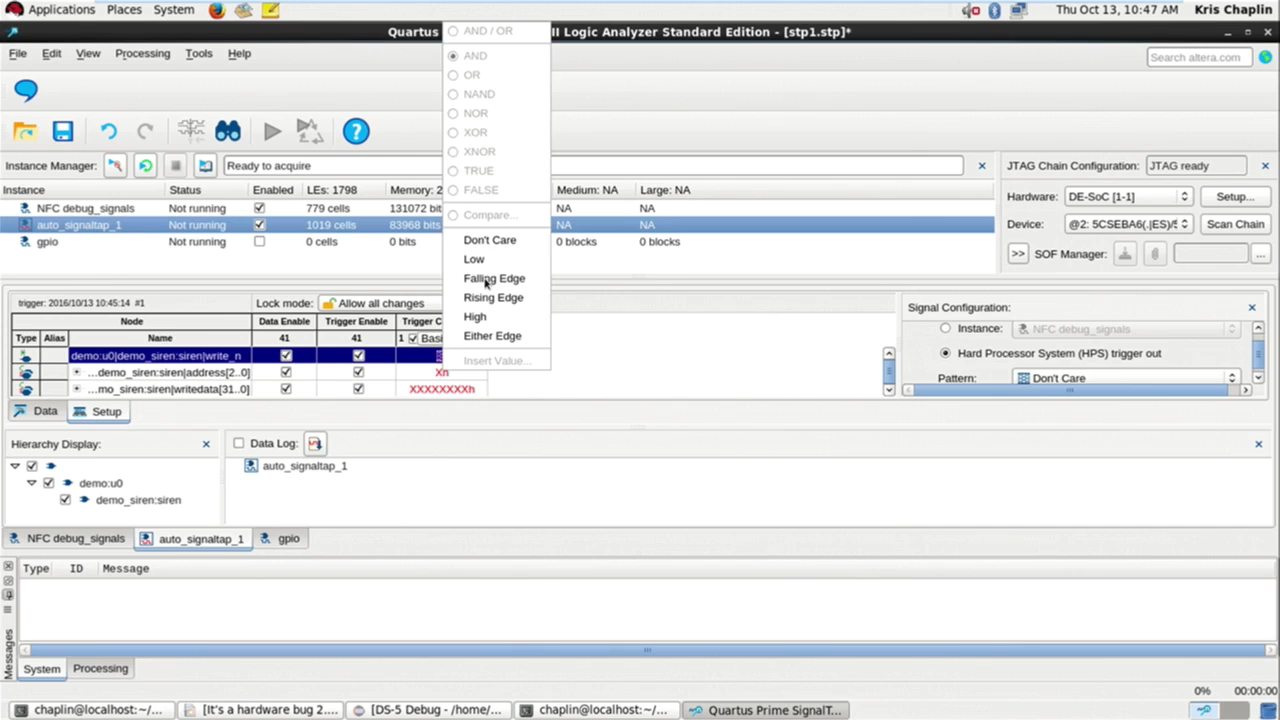 Applications Places System Thu Oct 13, 10:47 AM Kris Chaplin
Quartus II Logic Analyzer Standard Edition - [stp1.stp]*
File Edit View Processing Tools Help Search altera.com
Instance Manager: Ready to acquire JTAG Chain Configuration: JTAG ready
Instance Status Enabled LEs: 1798 Memory: 2 Medium: NA Large: NA
NFC debug_signals Not running 779 cells 131072 bit NA NA
auto_signaltap_1 Not running 1019 cells 83968 bits NA NA
gpio Not running 0 cells 0 bits 0 blocks 0 blocks
Hardware: DE-SoC [1-1] Setup...
Device: @2: 5CSEBA6(.|ES)/5 Scan Chain
>> SOF Manager: ...
AND / OR
AND
OR
NAND
NOR
XOR
XNOR
TRUE
FALSE
Compare...
Don't Care
Low
Falling Edge
Rising Edge
High
Either Edge
Insert Value...
trigger: 2016/10/13 10:45:14 #1 Lock mode: Allow all changes
Node Data Enable Trigger Enable Trigger C
Type Alias Name 41 41 1 Basi
demo:u0|demo_siren:siren|write_n
...demo_siren:siren|address[2..0] Xh
...mo_siren:siren|writedata[31..0] XXXXXXXXh
Signal Configuration:
Instance: NFC debug_signals
Hard Processor System (HPS) trigger out
Pattern: Don't Care
Data Setup
Hierarchy Display: Data Log:
auto_signaltap_1
demo:u0
demo_siren:siren
NFC debug_signals auto_signaltap_1 gpio
Type ID Message
Messages
System Processing
0% 00:00:00
chaplin@localhost:~/... [It's a hardware bug 2.... [DS-5 Debug - /home/... chaplin@localhost:~/... Quartus Prime SignalT...